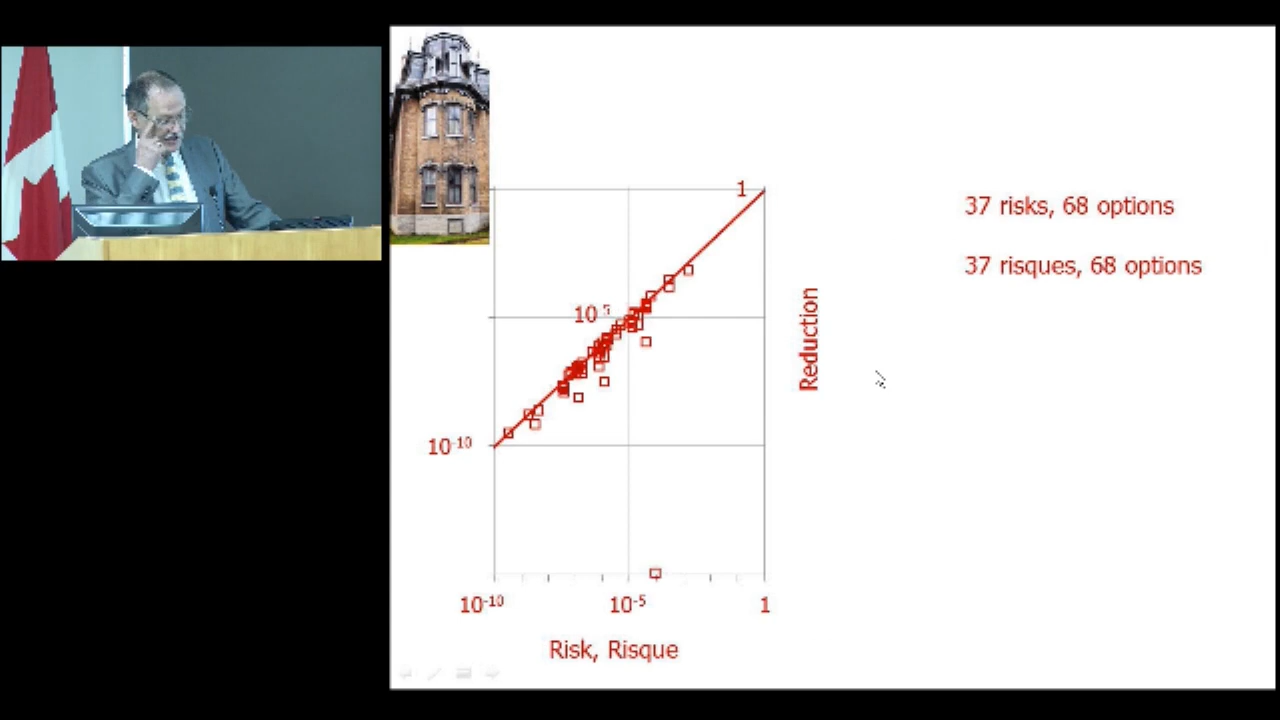 37 risks, 68 options
37 risques, 68 options
1
10⁻⁵
10⁻¹⁰
Reduction
10⁻¹⁰ 10⁻⁵ 1
Risk, Risque